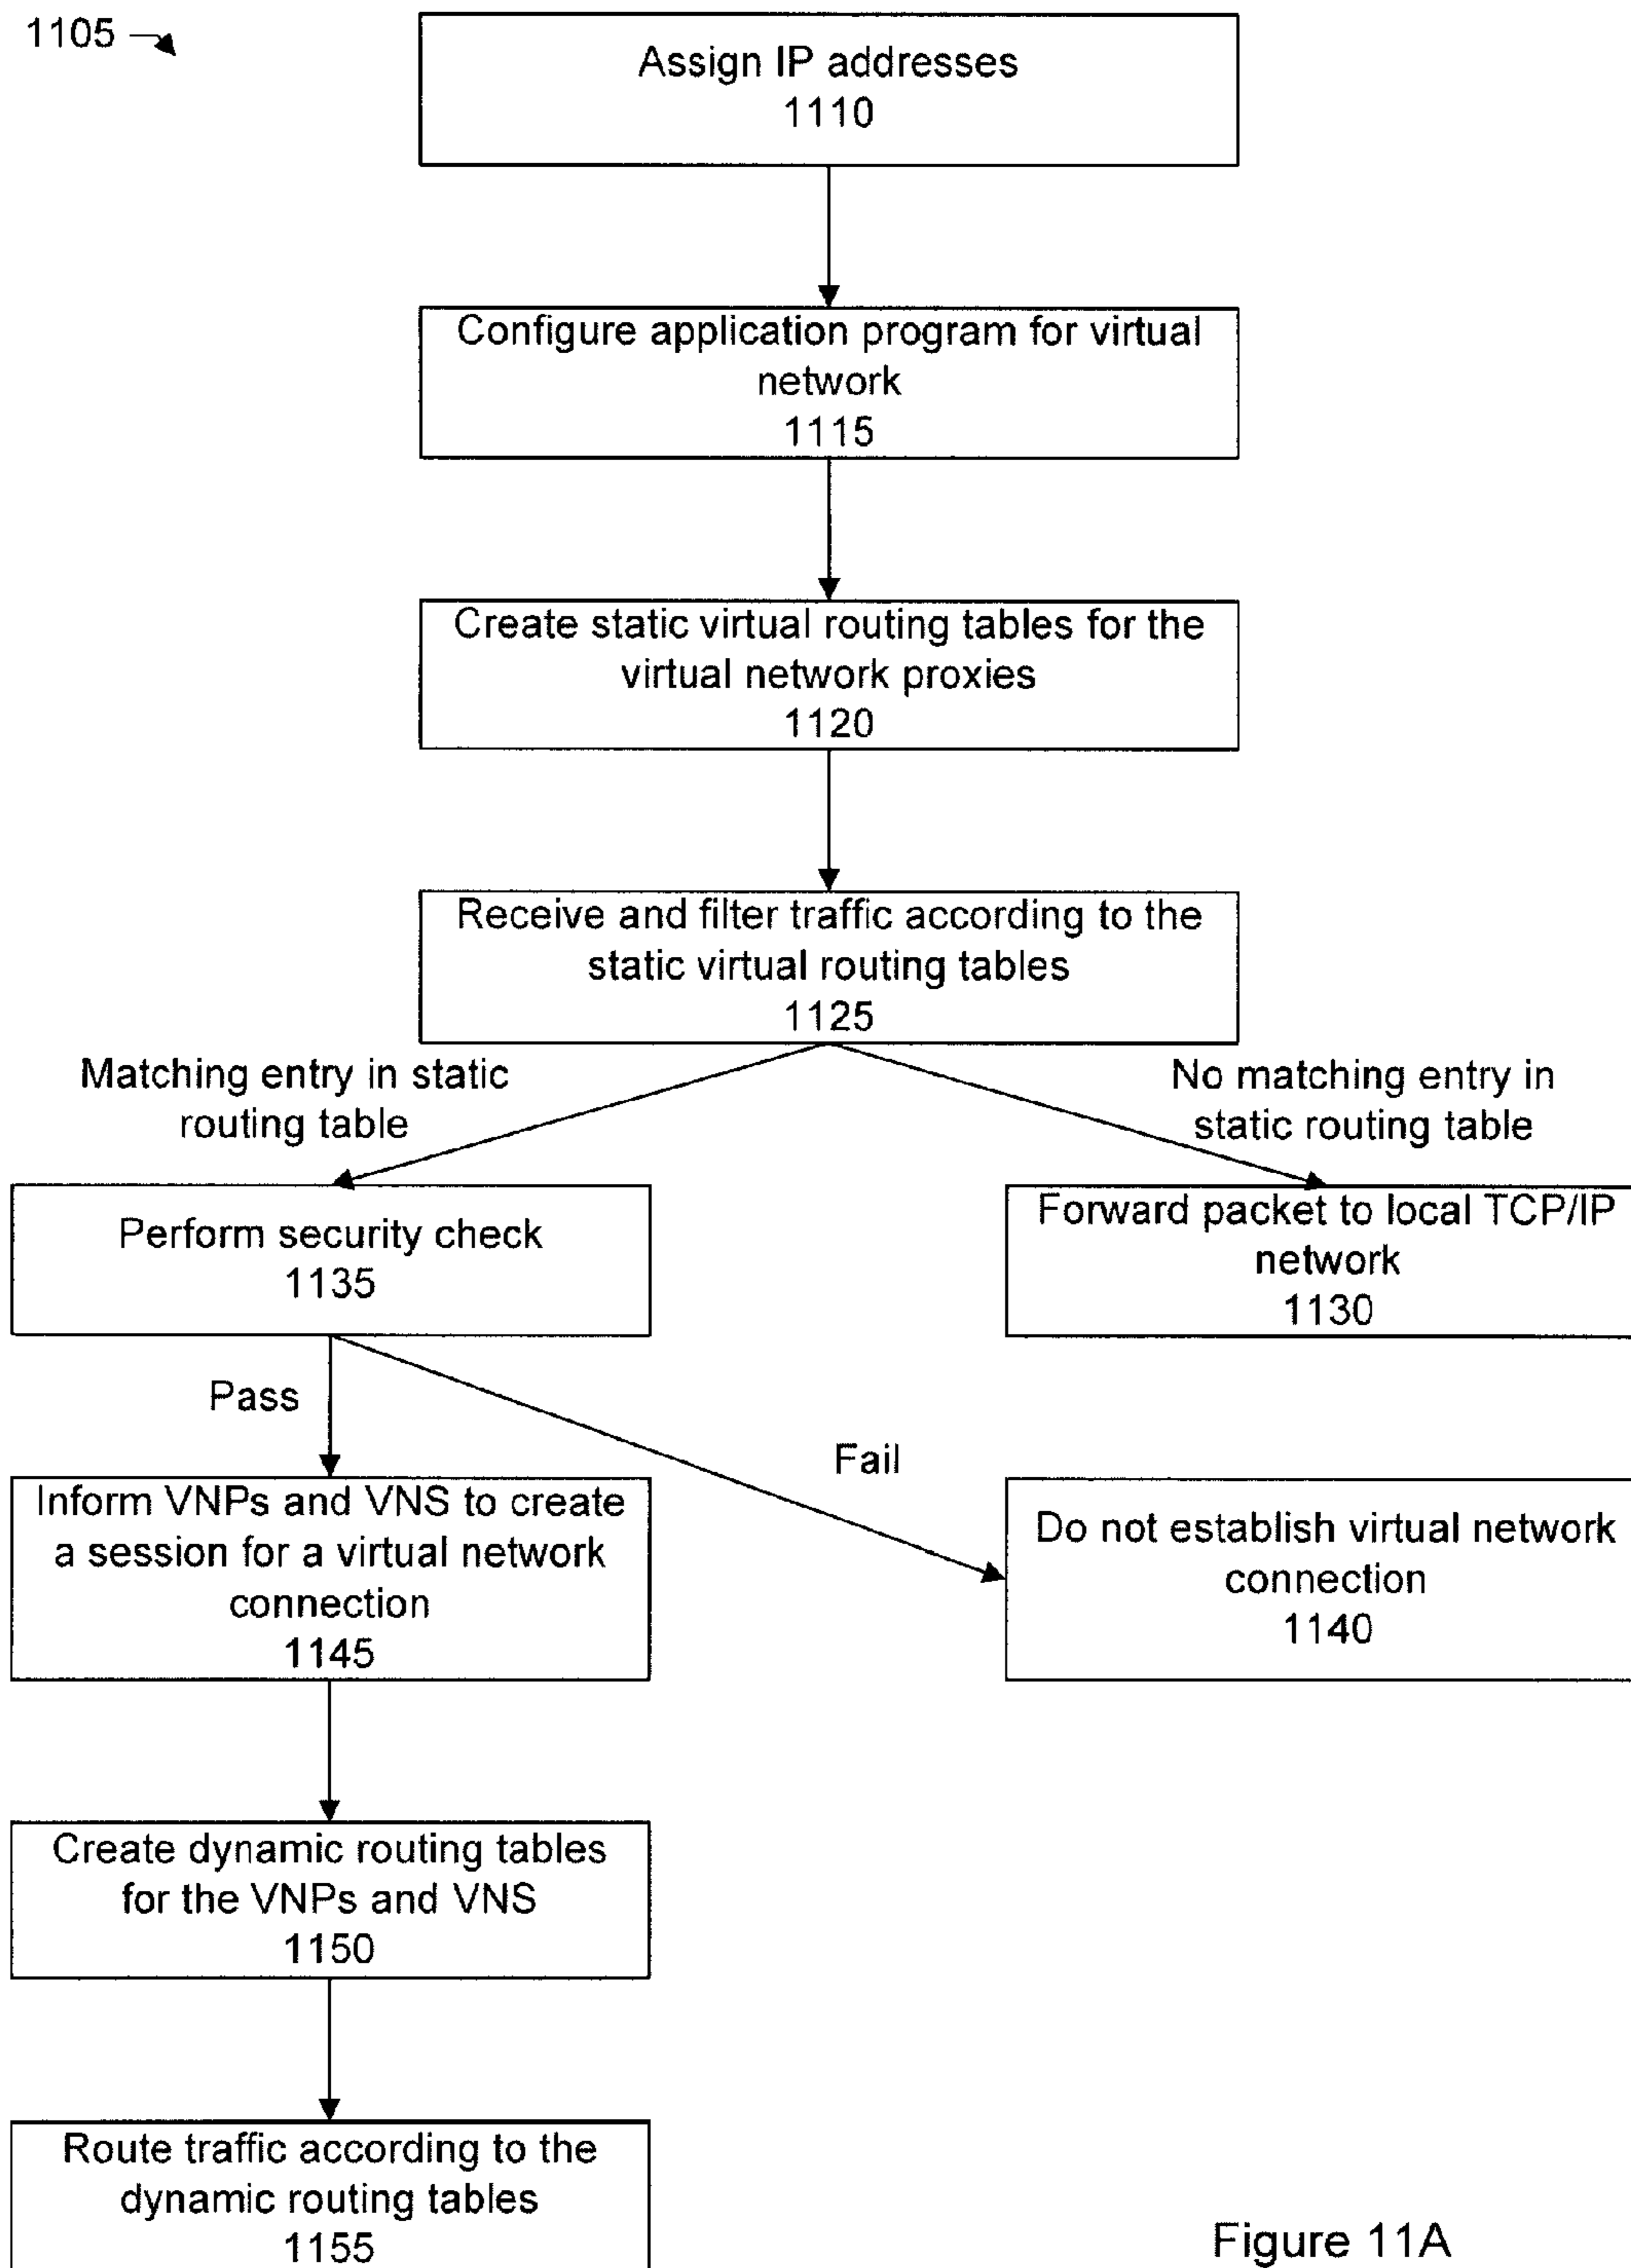 1105
Assign IP addresses
1110
Configure application program for virtual
network
1115
Create static virtual routing tables for the
virtual network proxies
1120
Receive and filter traffic according to the
static virtual routing tables
1125
Matching entry in static
routing table
No matching entry in
static routing table
Perform security check
1135
Forward packet to local TCP/IP
network
1130
Pass
Fail
Inform VNPs and VNS to create
a session for a virtual network
connection
1145
Do not establish virtual network
connection
1140
Create dynamic routing tables
for the VNPs and VNS
1150
Route traffic according to the
dynamic routing tables
1155
Figure 11A